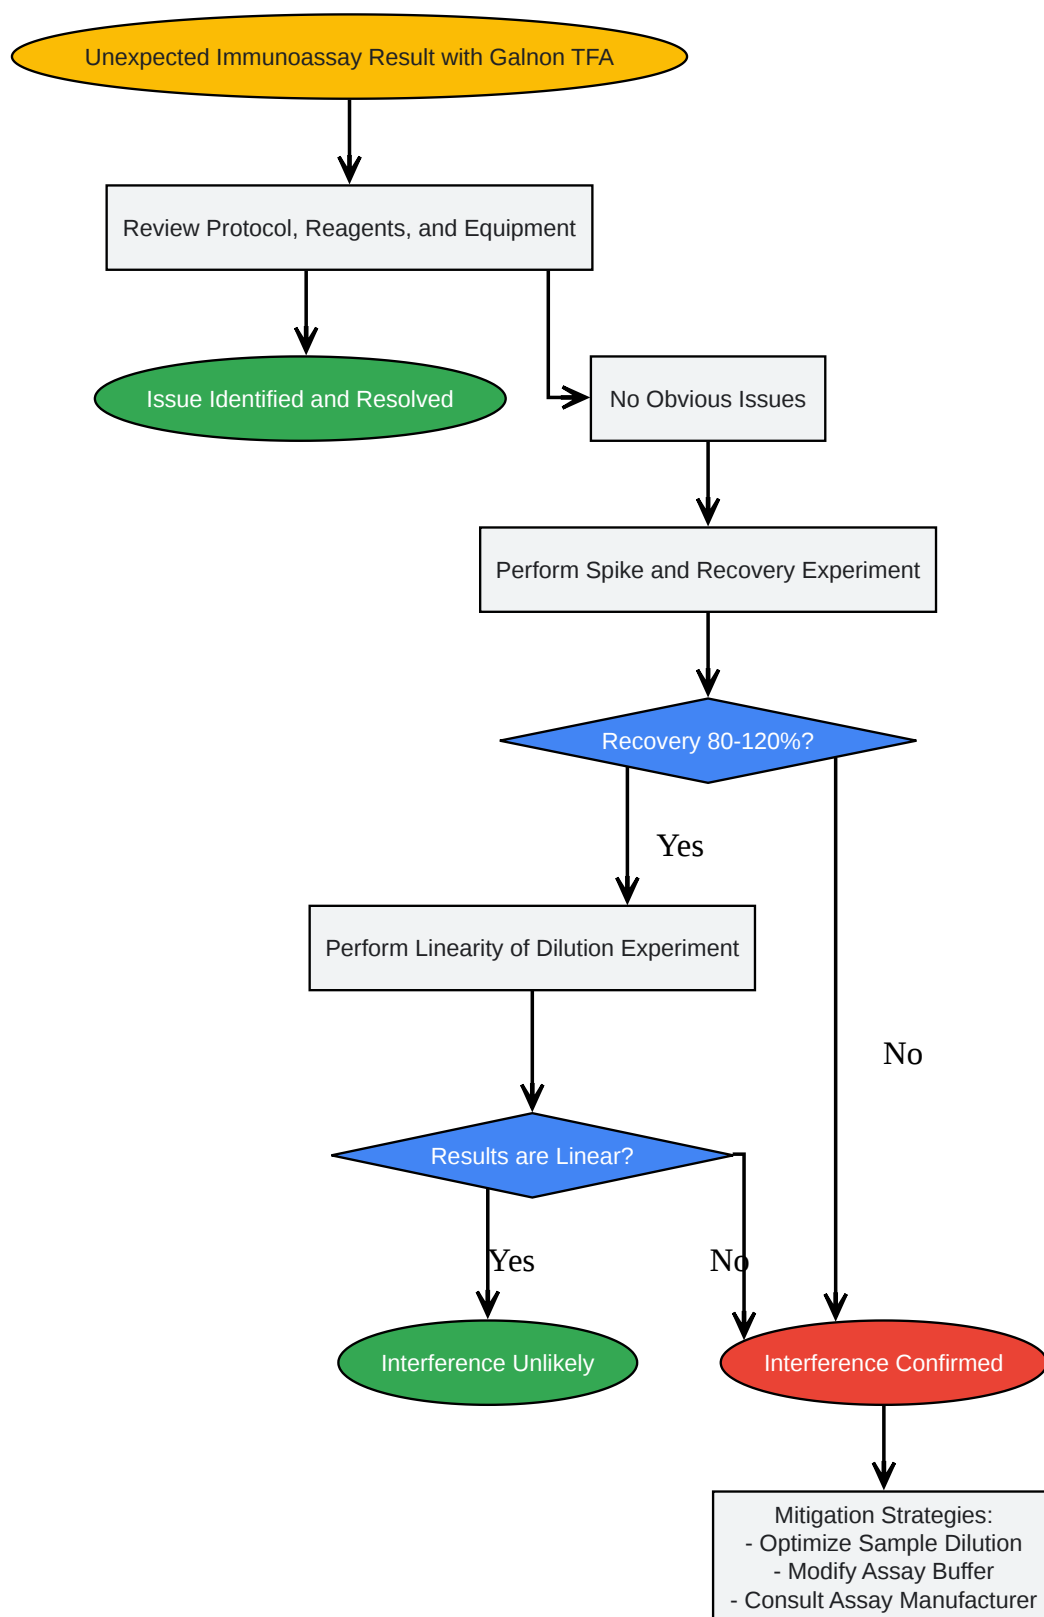 Unexpected Immunoassay Result with Galnon TFA
Review Protocol, Reagents, and Equipment
Issue Identified and Resolved
No Obvious Issues
Perform Spike and Recovery Experiment
Recovery 80-120%?
Yes
Perform Linearity of Dilution Experiment
No
Results are Linear?
Yes
No
Interference Unlikely
Interference Confirmed
Mitigation Strategies:
- Optimize Sample Dilution
- Modify Assay Buffer
- Consult Assay Manufacturer